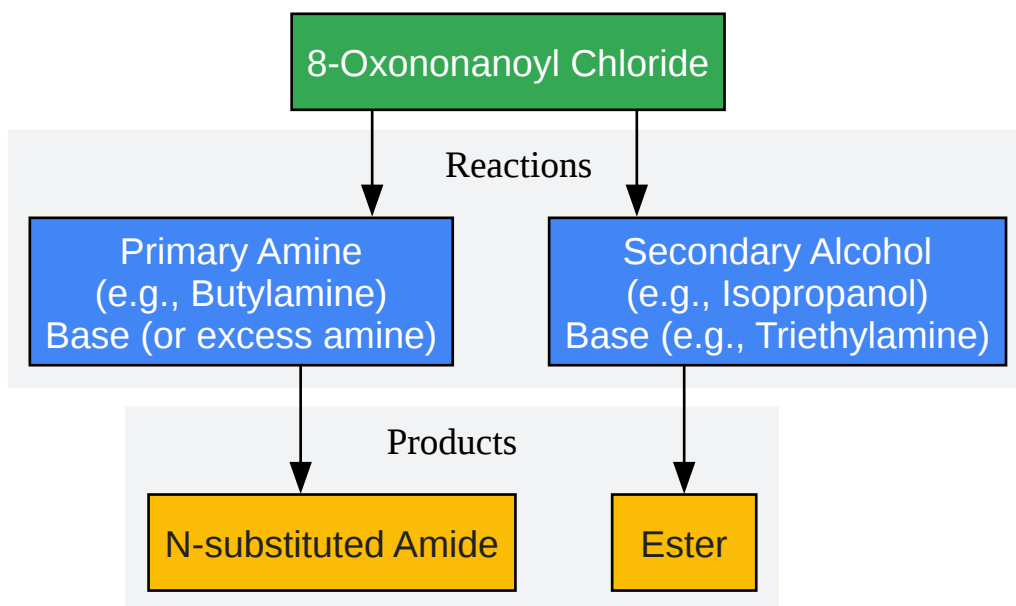 8-Oxononanoyl Chloride
Reactions
Primary Amine
(e.g., Butylamine)
Base (or excess amine)
Secondary Alcohol
(e.g., Isopropanol)
Base (e.g., Triethylamine)
Products
N-substituted Amide
Ester